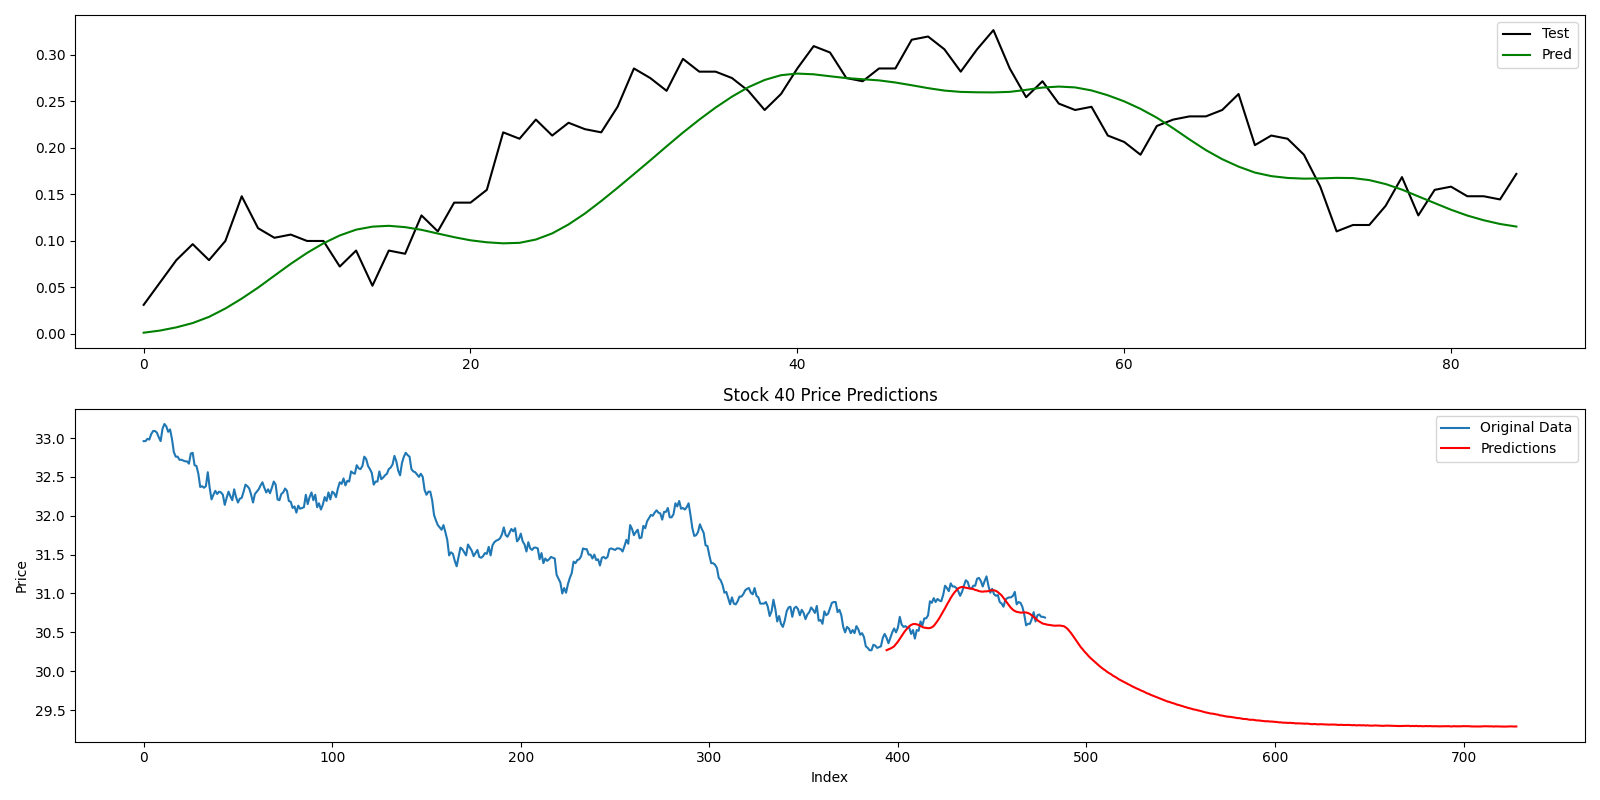 0.30
0.25
0.20
0.15
0.10
0.05
0.00
0 20 40 60 80
Test
Pred
Stock 40 Price Predictions
33.0
32.5
32.0
31.5
31.0
30.5
30.0
29.5
Price
0 100 200 300 400 500 600 700
Index
Original Data
Predictions